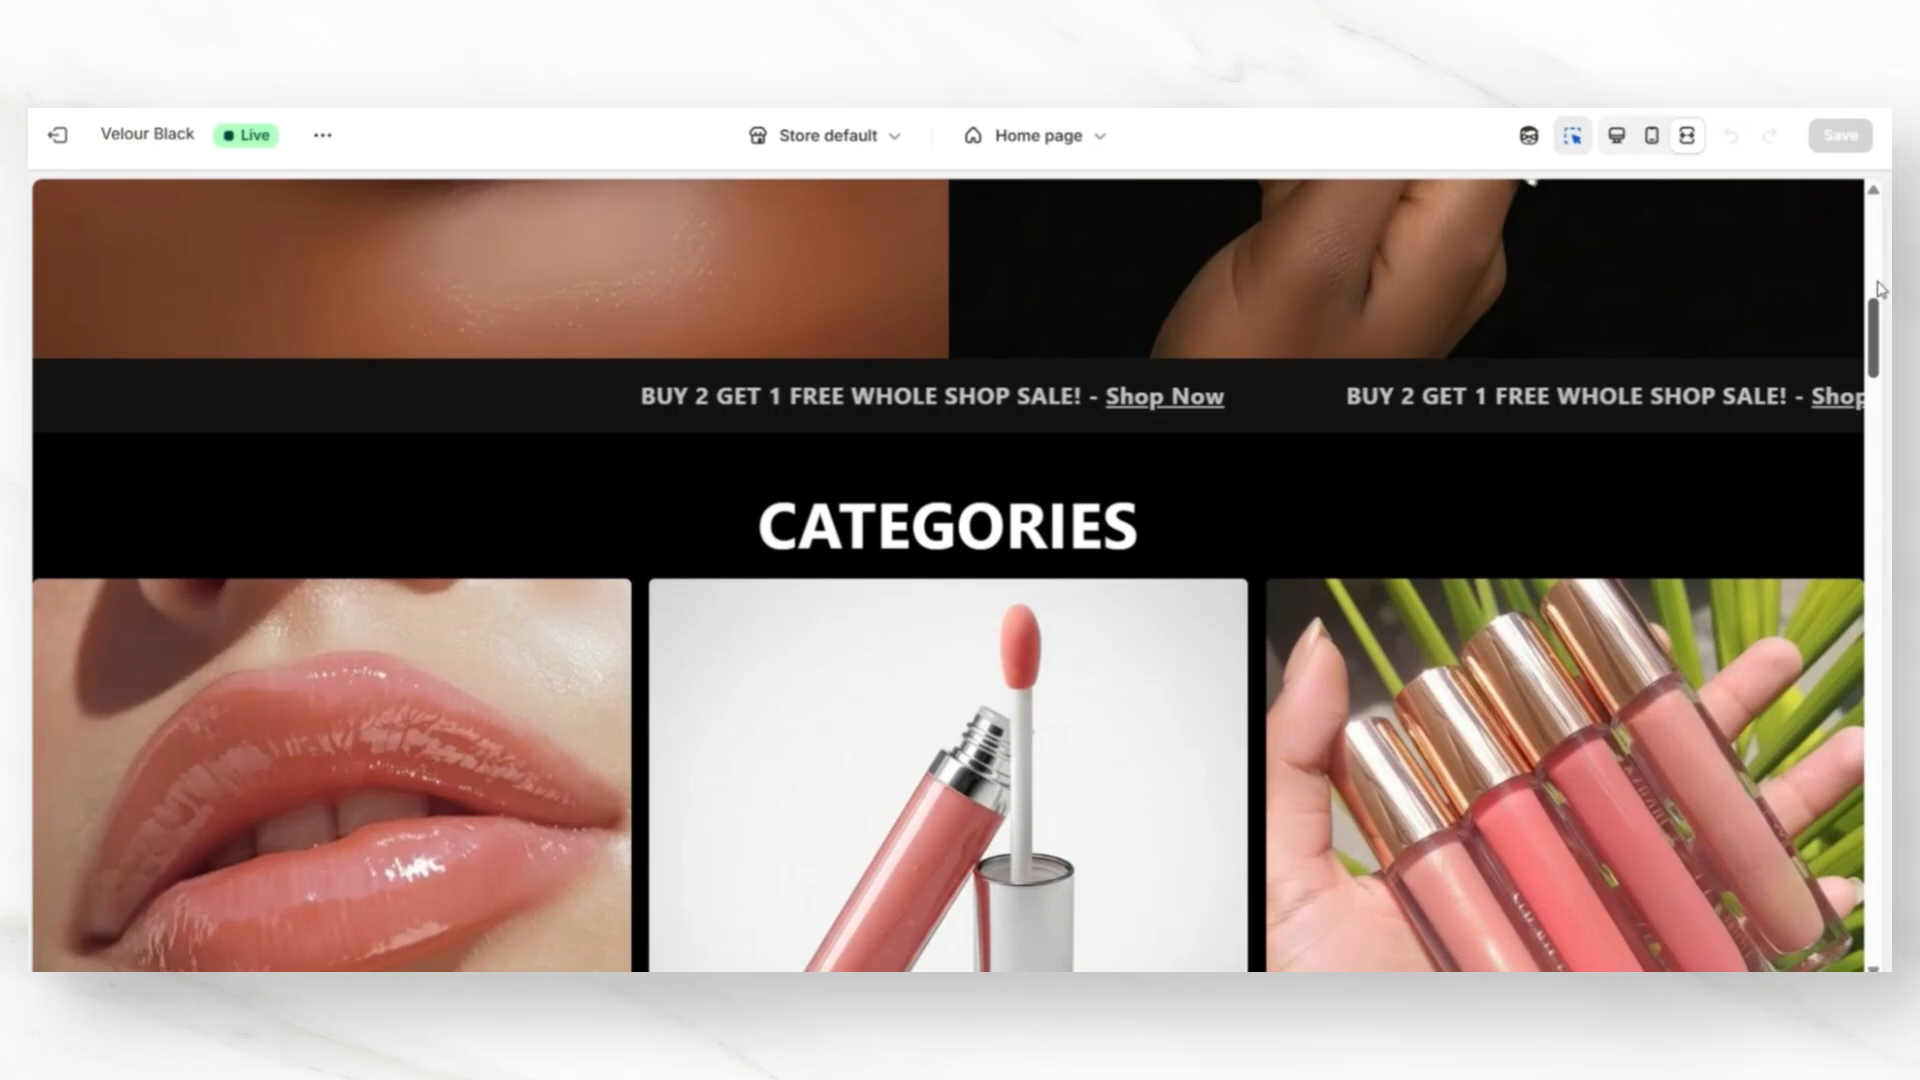 Velour Black
Live
Store default
Home page
Save
BUY 2 GET 1 FREE WHOLE SHOP SALE! - Shop Now
BUY 2 GET 1 FREE WHOLE SHOP SALE! - Shop
CATEGORIES